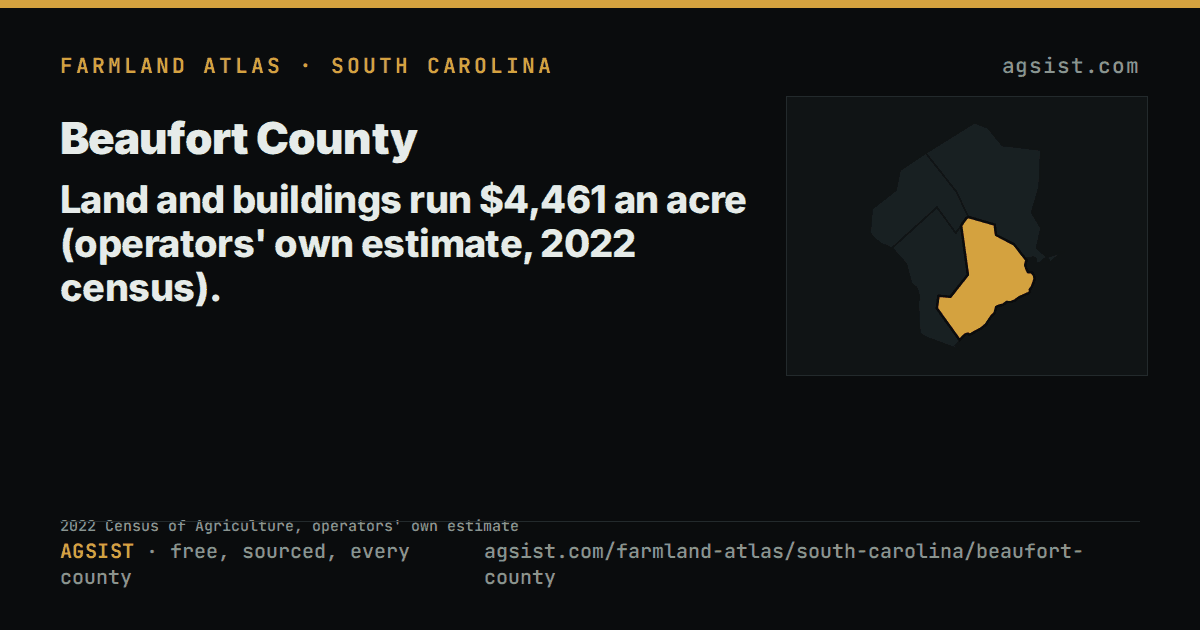 FARMLAND ATLAS · SOUTH CAROLINA
agsist.com
Beaufort County
Land and buildings run $4,461 an acre
(operators' own estimate, 2022
census).
2022 Census of Agriculture, operators' own estimate
AGSIST · free, sourced, every
county
agsist.com/farmland-atlas/south-carolina/beaufort-
county